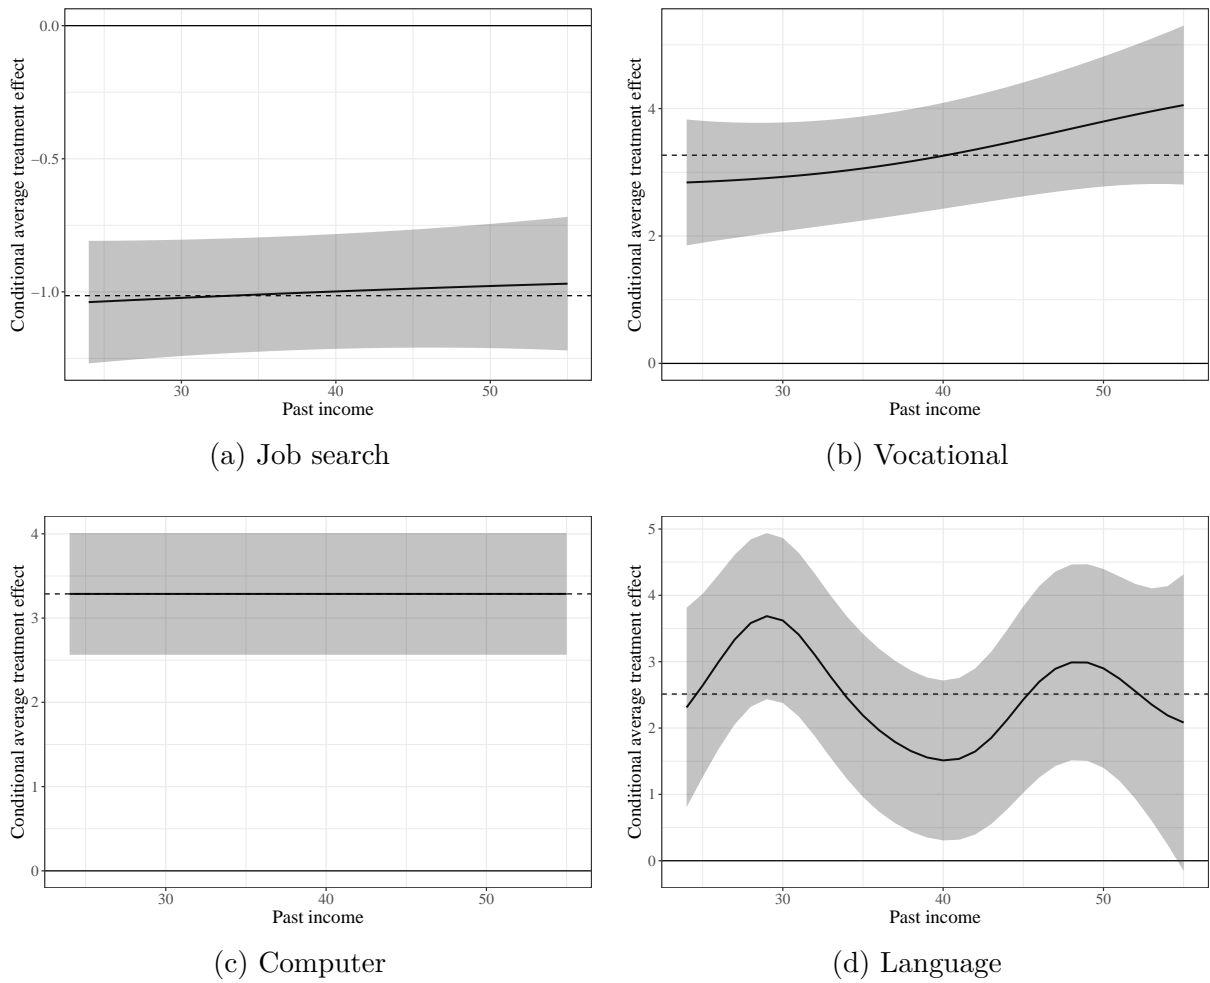 Conditional average treatment effect
0.0
−0.5
−1.0
30 40 50
Past income
(a) Job search
Conditional average treatment effect
4
2
0
30 40 50
Past income
(b) Vocational
Conditional average treatment effect
4
3
2
1
0
30 40 50
Past income
(c) Computer
Conditional average treatment effect
5
4
3
2
1
0
30 40 50
Past income
(d) Language